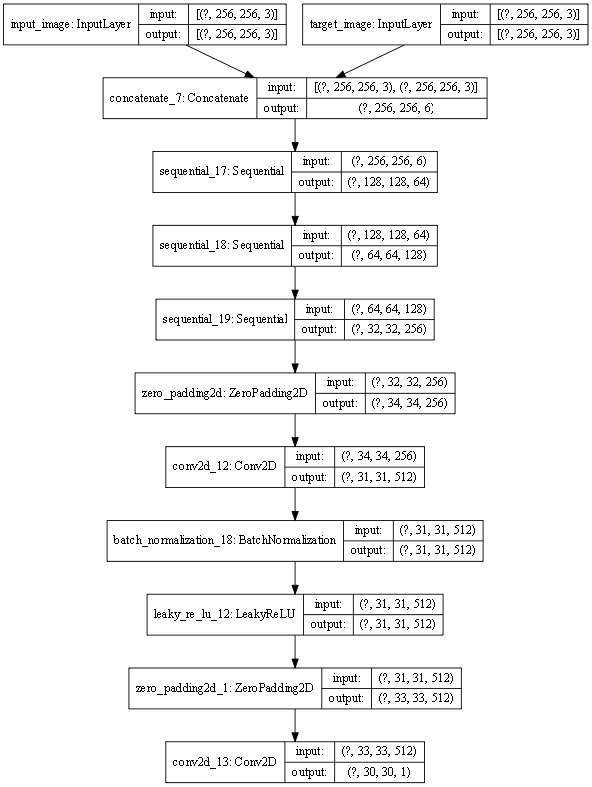 input_image: InputLayer
input: [(?, 256, 256, 3)]
output: [(?, 256, 256, 3)]
target_image: InputLayer
input: [(?, 256, 256, 3)]
output: [(?, 256, 256, 3)]
concatenate_7: Concatenate
input: [(?, 256, 256, 3), (?, 256, 256, 3)]
output: (?, 256, 256, 6)
sequential_17: Sequential
input: (?, 256, 256, 6)
output: (?, 128, 128, 64)
sequential_18: Sequential
input: (?, 128, 128, 64)
output: (?, 64, 64, 128)
sequential_19: Sequential
input: (?, 64, 64, 128)
output: (?, 32, 32, 256)
zero_padding2d: ZeroPadding2D
input: (?, 32, 32, 256)
output: (?, 34, 34, 256)
conv2d_12: Conv2D
input: (?, 34, 34, 256)
output: (?, 31, 31, 512)
batch_normalization_18: BatchNormalization
input: (?, 31, 31, 512)
output: (?, 31, 31, 512)
leaky_re_lu_12: LeakyReLU
input: (?, 31, 31, 512)
output: (?, 31, 31, 512)
zero_padding2d_1: ZeroPadding2D
input: (?, 31, 31, 512)
output: (?, 33, 33, 512)
conv2d_13: Conv2D
input: (?, 33, 33, 512)
output: (?, 30, 30, 1)